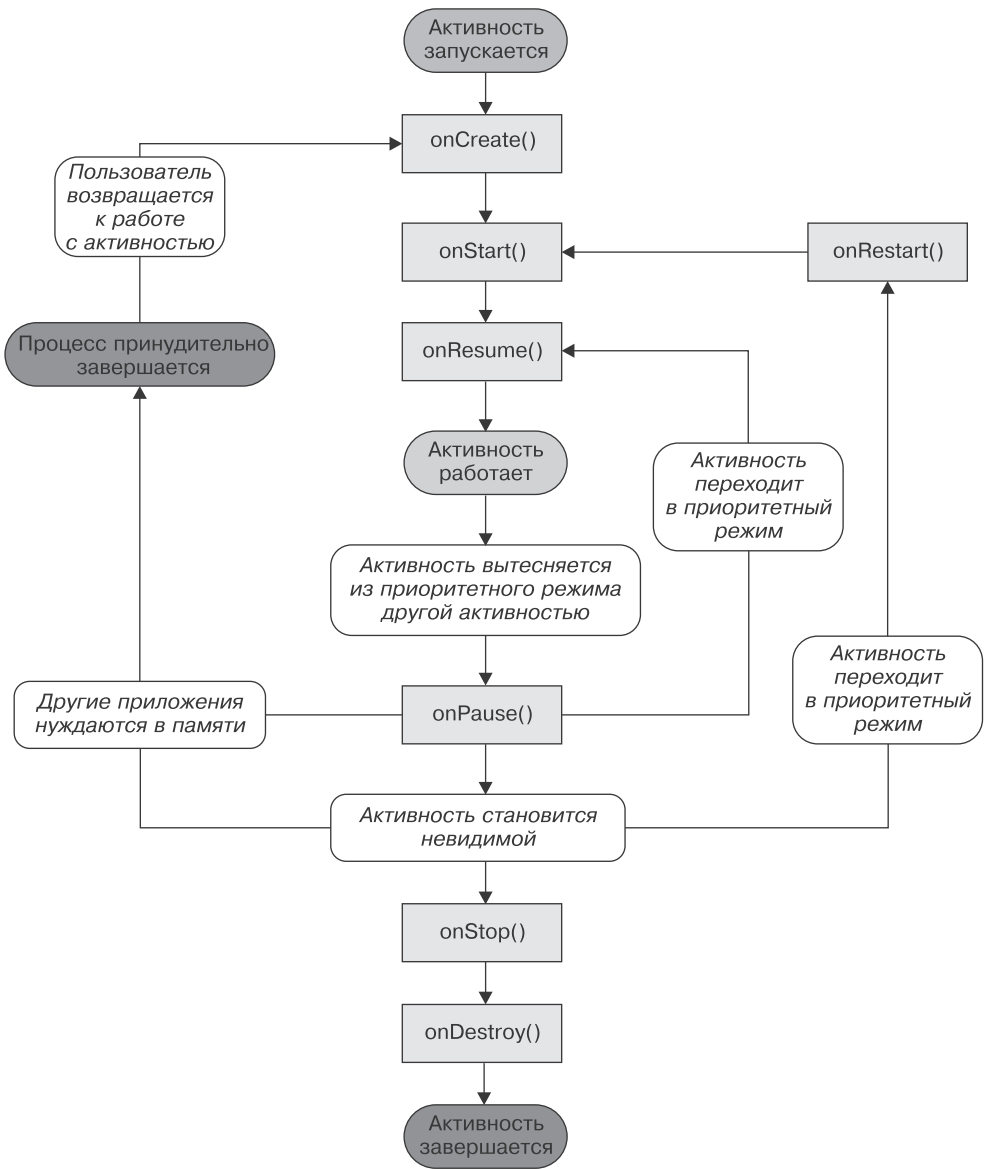 Активность
запускается
onCreate()
Пользователь
возвращается
к работе
с активностью
onStart()
onRestart()
Процесс принудительно
завершается
onResume()
Активность
работает
Активность
переходит
в приоритетный
режим
Активность вытесняется
из приоритетного режима
другой активностью
Активность
переходит
в приоритетный
режим
Другие приложения
нуждаются в памяти
onPause()
Активность становится
невидимой
onStop()
onDestroy()
Активность
завершается